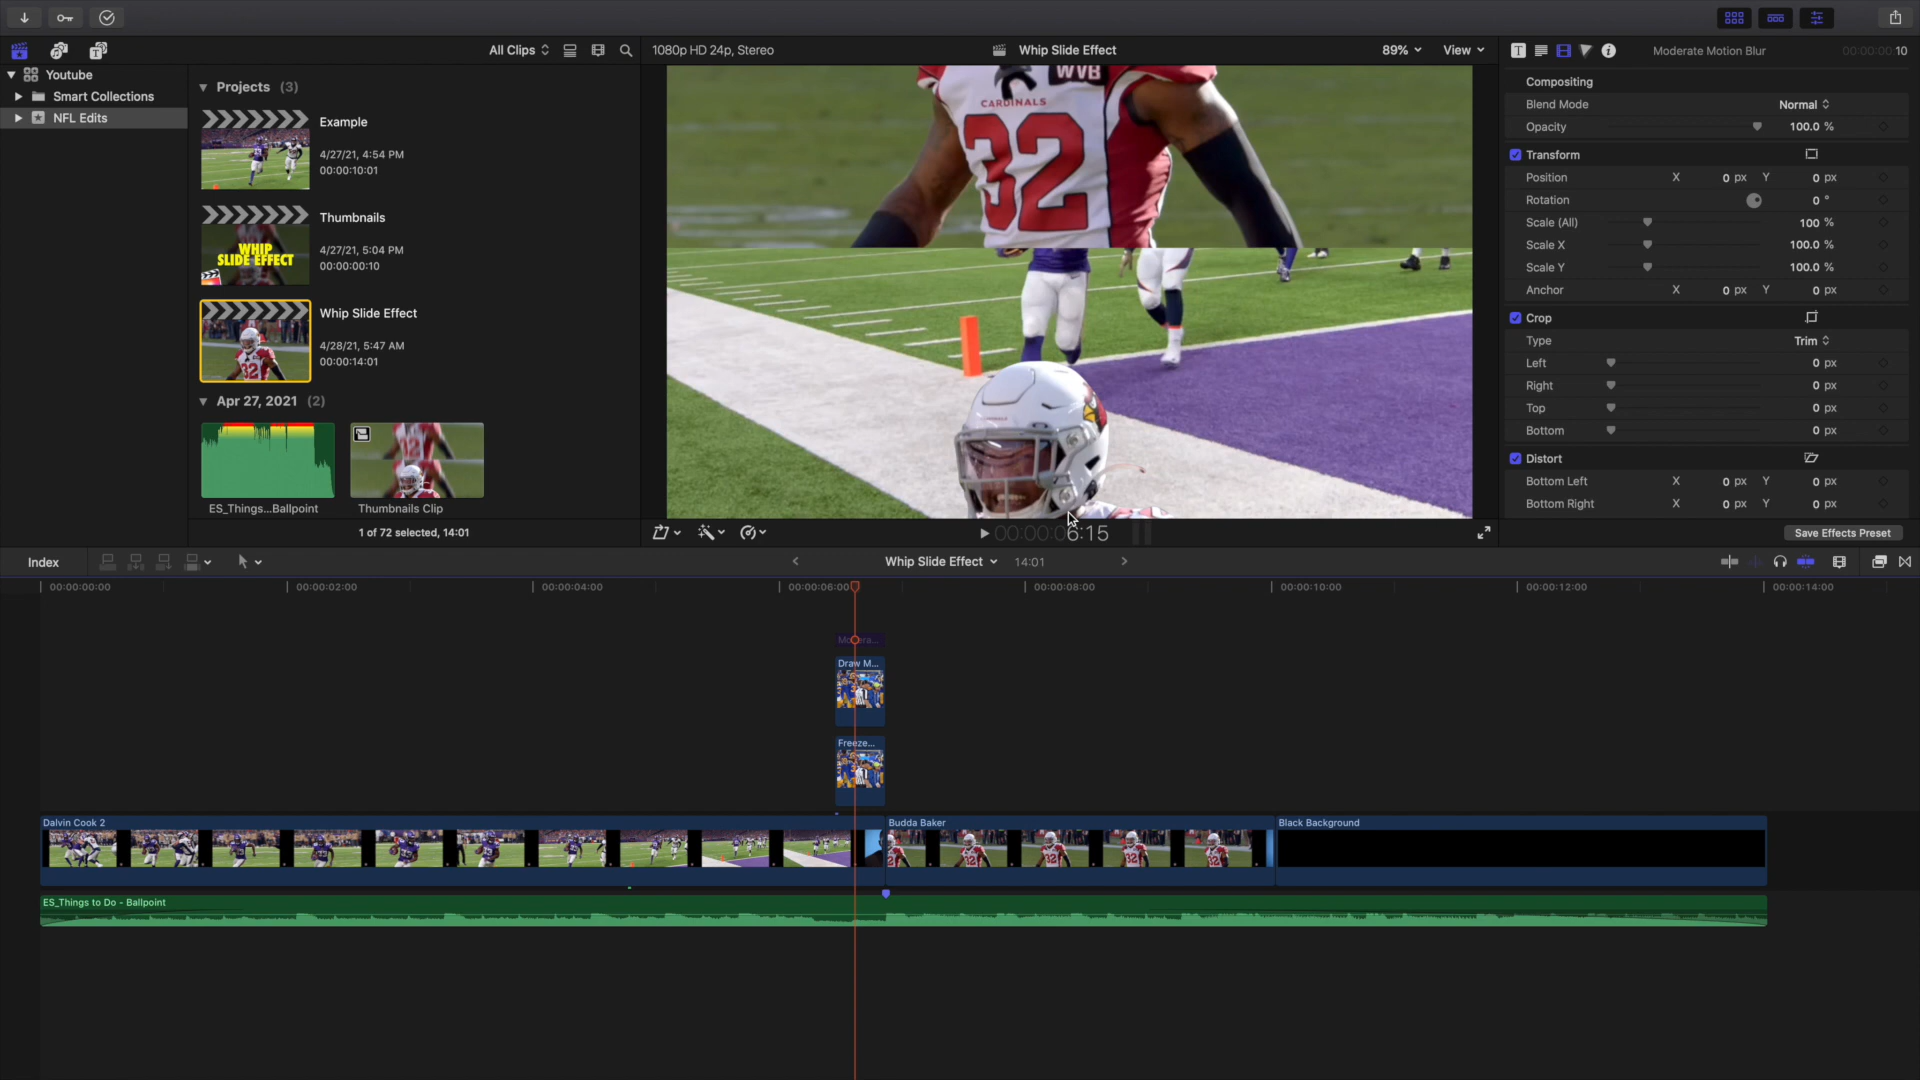 All Clips
1080p HD 24p, Stereo
Whip Slide Effect
89%
View
Moderate Motion Blur
00:00:00:10
Youtube
Smart Collections
NFL Edits
Projects (3)
Example
4/27/21, 4:54 PM
00:00:10:01
WHIP
SLIDE EFFECT
Thumbnails
4/27/21, 5:04 PM
00:00:00:10
Whip Slide Effect
4/28/21, 5:47 AM
00:00:14:01
Apr 27, 2021 (2)
ES_Things...Ballpoint
Thumbnails Clip
1 of 72 selected, 14:01
WVB
CARDINALS
32
00:00:06:15
Compositing
Blend Mode Normal
Opacity 100.0 %
Transform
Position X 0 px Y 0 px
Rotation 0 °
Scale (All) 100 %
Scale X 100.0 %
Scale Y 100.0 %
Anchor X 0 px Y 0 px
Crop
Type Trim
Left 0 px
Right 0 px
Top 0 px
Bottom 0 px
Distort
Bottom Left X 0 px Y 0 px
Bottom Right X 0 px Y 0 px
Save Effects Preset
Index
Whip Slide Effect
14:01
00:00:00:00
00:00:02:00
00:00:04:00
00:00:06:00
00:00:08:00
00:00:10:00
00:00:12:00
00:00:14:00
Draw M...
Freeze...
Dalvin Cook 2
Budda Baker
Black Background
ES_Things to Do - Ballpoint